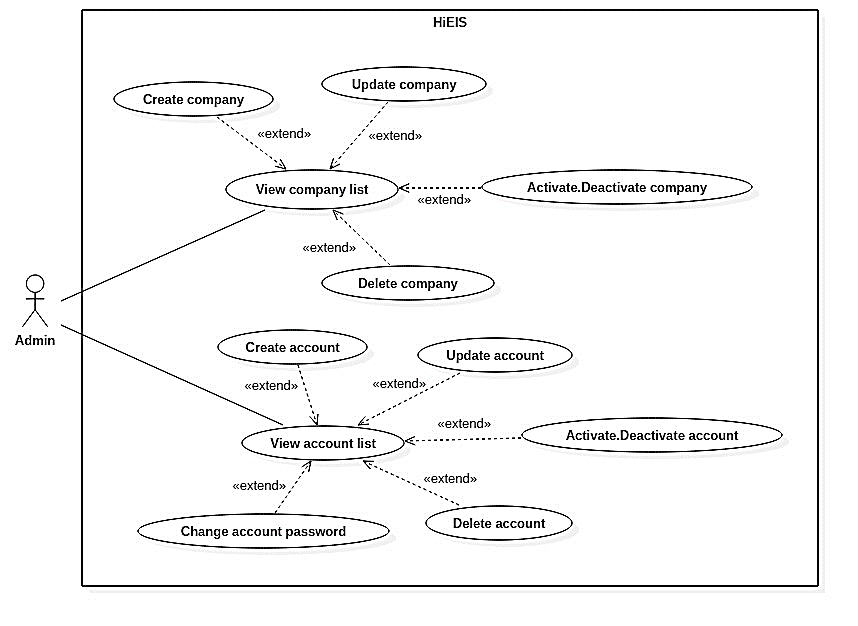 HiEIS
Update company
Create company
«extend»
«extend»
View company list
Activate.Deactivate company
«extend»
«extend»
Delete company
Admin
Create account
Update account
«extend»
«extend»
«extend»
View account list
Activate.Deactivate account
«extend»
«extend»
Change account password
Delete account